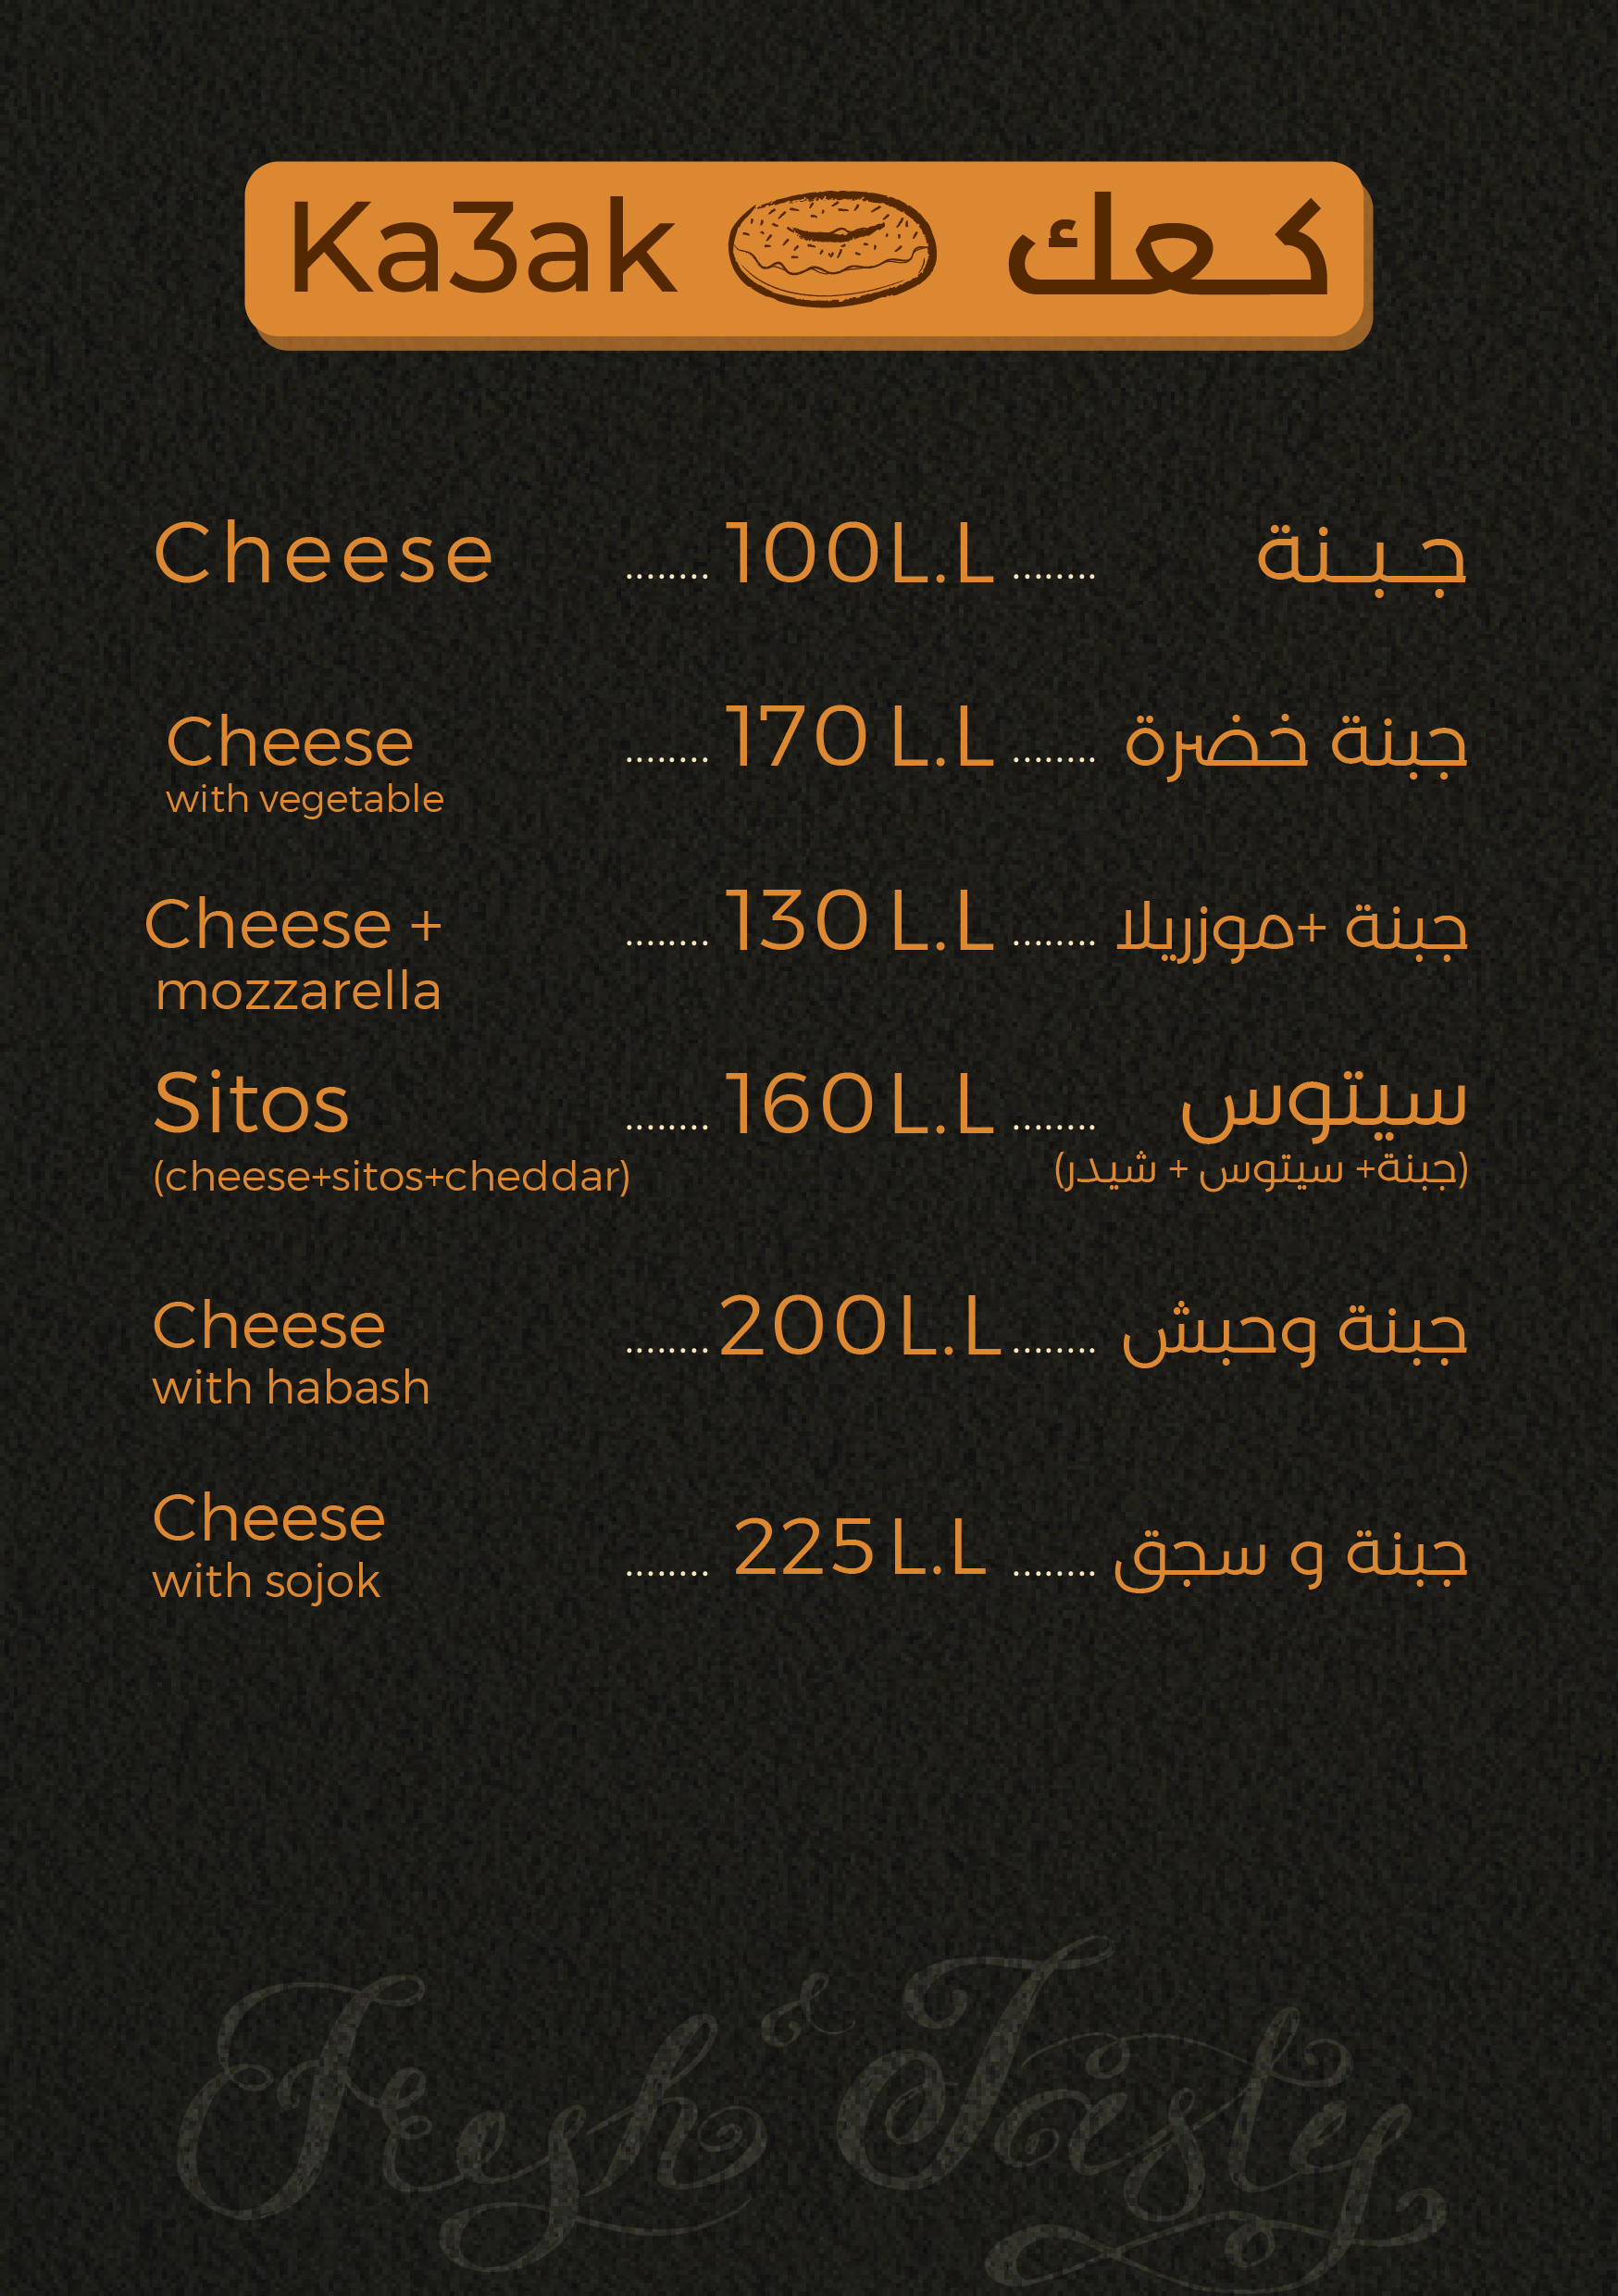 Ka3ak كعك
Cheese ........ 100L.L ........ جبنة
Cheese ........ 170 L.L ........ جبنة خضرة
with vegetable
Cheese + ........ 130 L.L ........ جبنة +موزريلا
mozzarella
Sitos ........ 160 L.L ........ سيتوس
(cheese+sitos+cheddar) (جبنة+ سيتوس + شيدر)
Cheese ........ 200L.L ........ جبنة وحبش
with habash
Cheese ........ 225 L.L ........ جبنة و سجق
with sojok
Fresh & Tasty